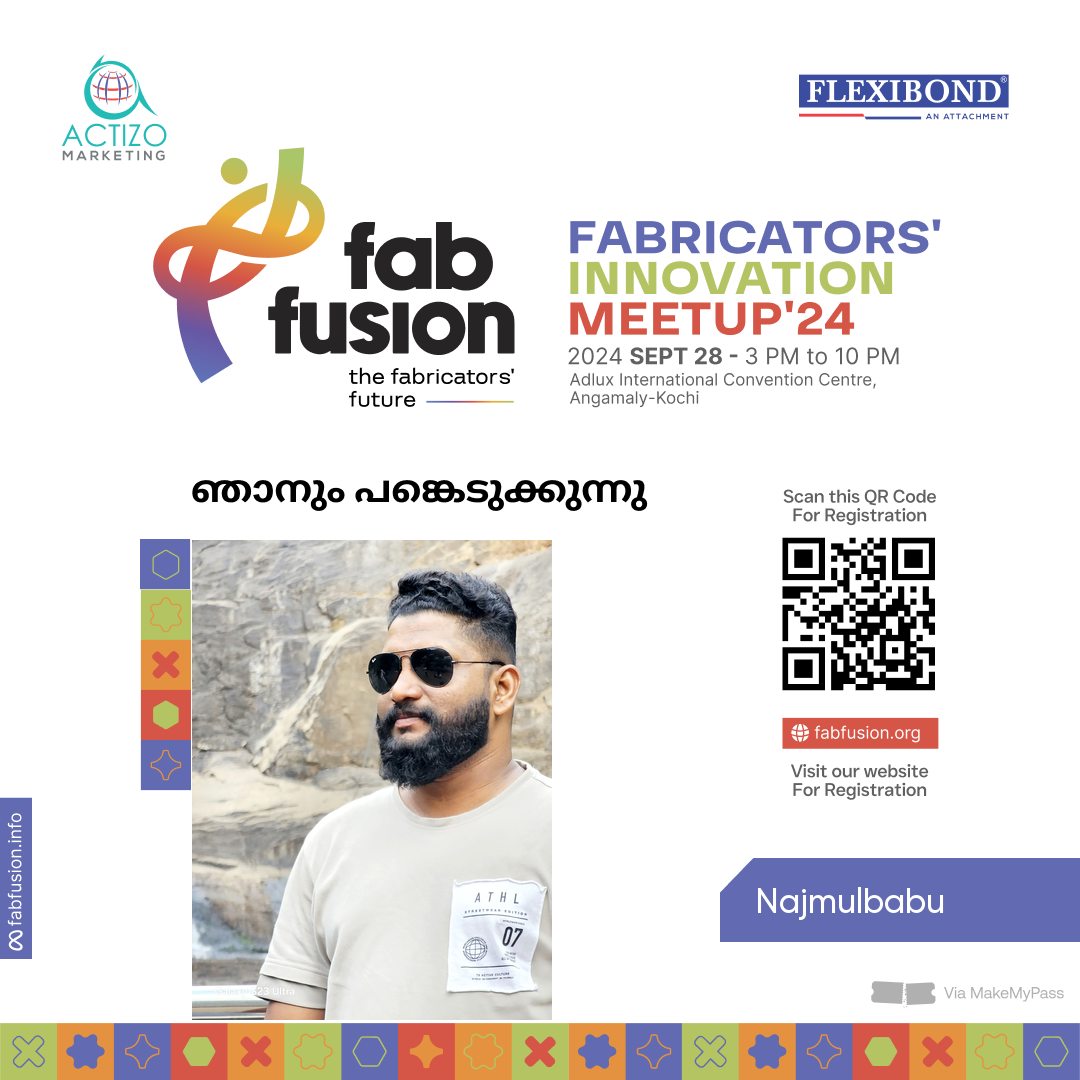 ACTIZO
MARKETING
FLEXIBOND®
AN ATTACHMENT
fab
fusion
the fabricators'
future
FABRICATORS'
INNOVATION
MEETUP'24
2024 SEPT 28 - 3 PM to 10 PM
Adlux International Convention Centre,
Angamaly-Kochi
ഞാനും പങ്കെടുക്കുന്നു
Scan this QR Code
For Registration
fabfusion.org
Visit our website
For Registration
fabfusion.info
ATHL
STREETWEAR EDITION
07
Najmulbabu
Via MakeMyPass